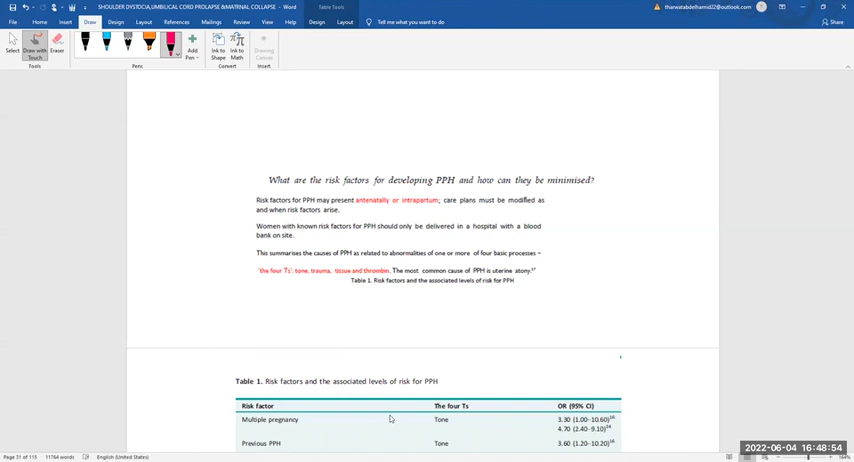 SHOULDER DYSTOCIA,UMBILICAL CORD PROLAPSE &MATERNAL COLLAPSE - Word
Table Tools
tharwatabdelhamid22@outlook.com
File Home Insert Draw Design Layout References Mailings Review View Help Design Layout Tell me what you want to do
Share
Select
Draw with Touch
Eraser
Add Pen
Ink to Shape
Ink to Math
Drawing Canvas
Tools
Pens
Convert
Insert
What are the risk factors for developing PPH and how can they be minimised?
Risk factors for PPH may present antenatally or intrapartum; care plans must be modified as
and when risk factors arise.
Women with known risk factors for PPH should only be delivered in a hospital with a blood
bank on site.
This summarises the causes of PPH as related to abnormalities of one or more of four basic processes –
'the four Ts': tone, trauma, tissue and thrombin. The most common cause of PPH is uterine atony.
Table 1. Risk factors and the associated levels of risk for PPH
Table 1. Risk factors and the associated levels of risk for PPH
Risk factor The four Ts OR (95% CI)
Multiple pregnancy Tone 3.30 (1.00–10.60)16
4.70 (2.40–9.10)
Previous PPH Tone 3.60 (1.20–10.20)16
2022-06-04 16:48:54
Page 31 of 115 11764 words English (United States)
164%